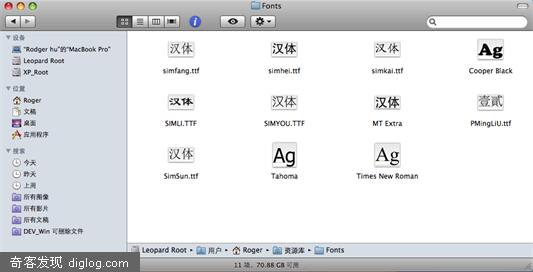 Fonts
设备
"Rodger hu"的"MacBook Pro"
Leopard Root
XP_Root
位置
Roger
文稿
桌面
应用程序
搜索
今天
昨天
上周
所有图像
所有影片
所有文稿
DEV_Win 可删除文件
汉体 汉体 汉体 Ag
simfang.ttf simhei.ttf simkai.ttf Cooper Black
汉体 汉体 汉体 壹貳
SIMLI.TTF SIMYOU.TTF MT Extra PMingLiU.ttf
汉体 Ag Ag
SimSun.ttf Tahoma Times New Roman
Leopard Root ▸ 用户 ▸ Roger ▸ 资源库 ▸ Fonts
11 项，70.88 GB 可用
奇客发现 diglog.com